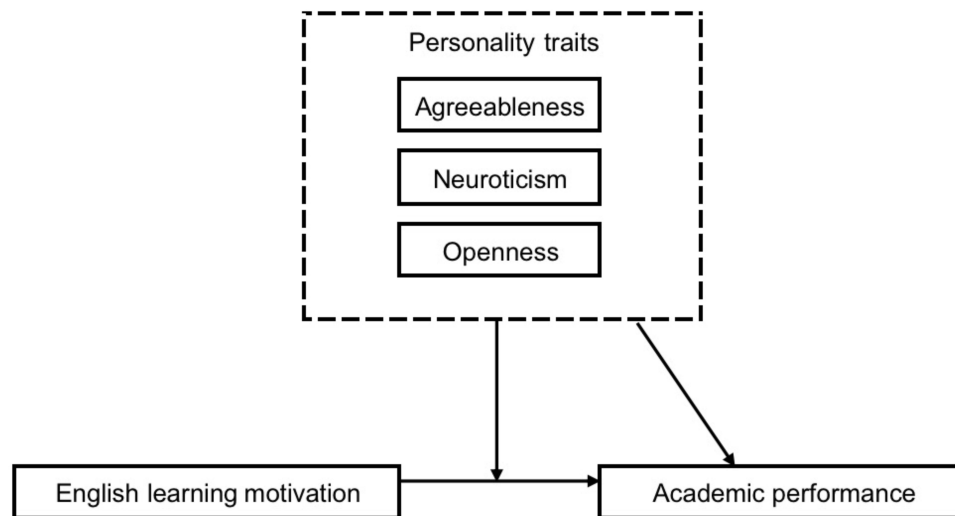 Personality traits
Agreeableness
Neuroticism
Openness
English learning motivation
Academic performance